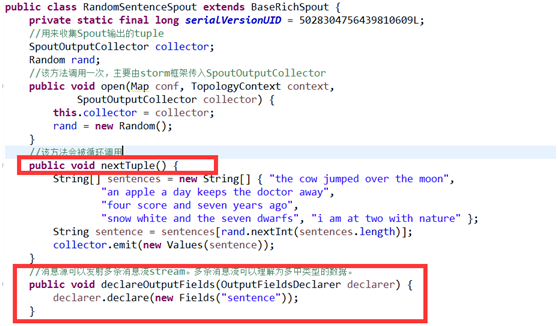 public class RandomSentenceSpout extends BaseRichSpout {
private static final long serialVersionUID = 5028304756439810609L;
//用来收集Spout输出的tuple
SpoutOutputCollector collector;
Random rand;
//该方法调用一次，主要由storm框架传入SpoutOutputCollector
public void open(Map conf, TopologyContext context,
SpoutOutputCollector collector) {
this.collector = collector;
rand = new Random();
}
//该方法会被循环调用
public void nextTuple() {
String[] sentences = new String[] { "the cow jumped over the moon",
"an apple a day keeps the doctor away",
"four score and seven years ago",
"snow white and the seven dwarfs", "i am at two with nature" };
String sentence = sentences[rand.nextInt(sentences.length)];
collector.emit(new Values(sentence));
}
//消息源可以发射多条消息流stream。多条消息流可以理解为多中类型的数据。
public void declareOutputFields(OutputFieldsDeclarer declarer) {
declarer.declare(new Fields("sentence"));
}